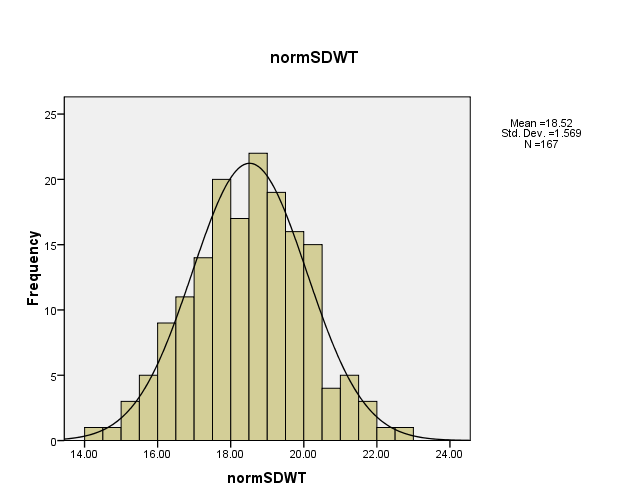 normSDWT
Mean =18.52
Std. Dev. =1.569
N =167
25
20
15
10
5
0
Frequency
14.00 16.00 18.00 20.00 22.00 24.00
normSDWT